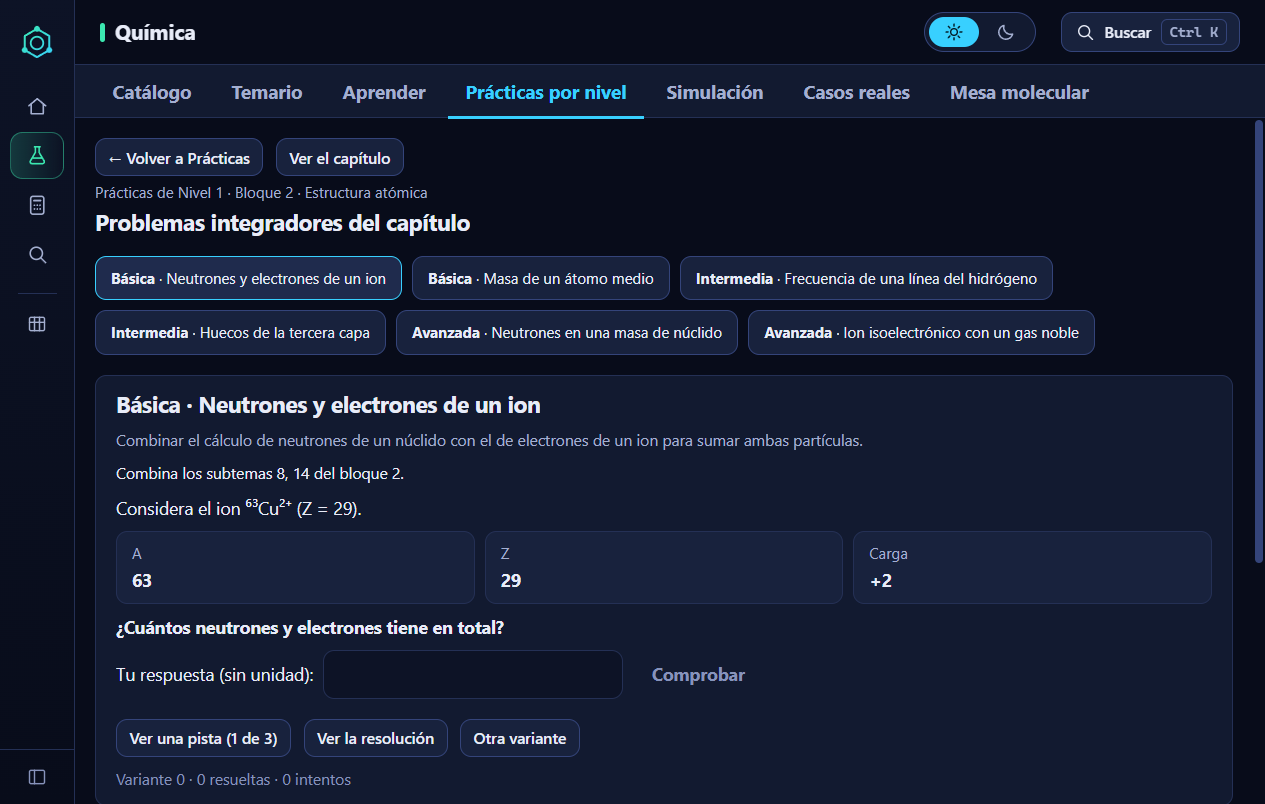 Química
Buscar Ctrl K
Catálogo Temario Aprender Prácticas por nivel Simulación Casos reales Mesa molecular
← Volver a Prácticas Ver el capítulo
Prácticas de Nivel 1 · Bloque 2 · Estructura atómica
Problemas integradores del capítulo
Básica · Neutrones y electrones de un ion
Básica · Masa de un átomo medio
Intermedia · Frecuencia de una línea del hidrógeno
Intermedia · Huecos de la tercera capa
Avanzada · Neutrones en una masa de núclido
Avanzada · Ion isoelectrónico con un gas noble
Básica · Neutrones y electrones de un ion
Combinar el cálculo de neutrones de un núclido con el de electrones de un ion para sumar ambas partículas.
Combina los subtemas 8, 14 del bloque 2.
Considera el ion ⁶³Cu²⁺ (Z = 29).
A
63
Z
29
Carga
+2
¿Cuántos neutrones y electrones tiene en total?
Tu respuesta (sin unidad):
Comprobar
Ver una pista (1 de 3) Ver la resolución Otra variante
Variante 0 · 0 resueltas · 0 intentos